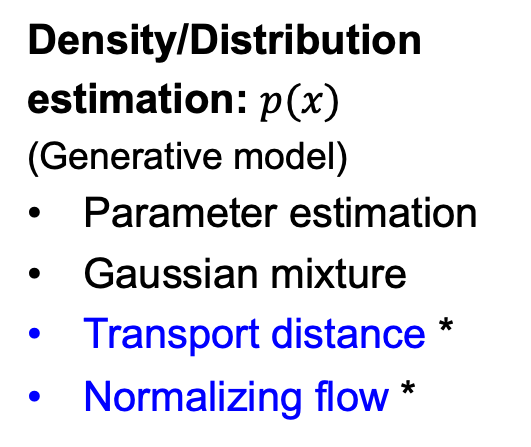 Density/Distribution
estimation: p(x)
(Generative model)
• Parameter estimation
• Gaussian mixture
• Transport distance *
• Normalizing flow *